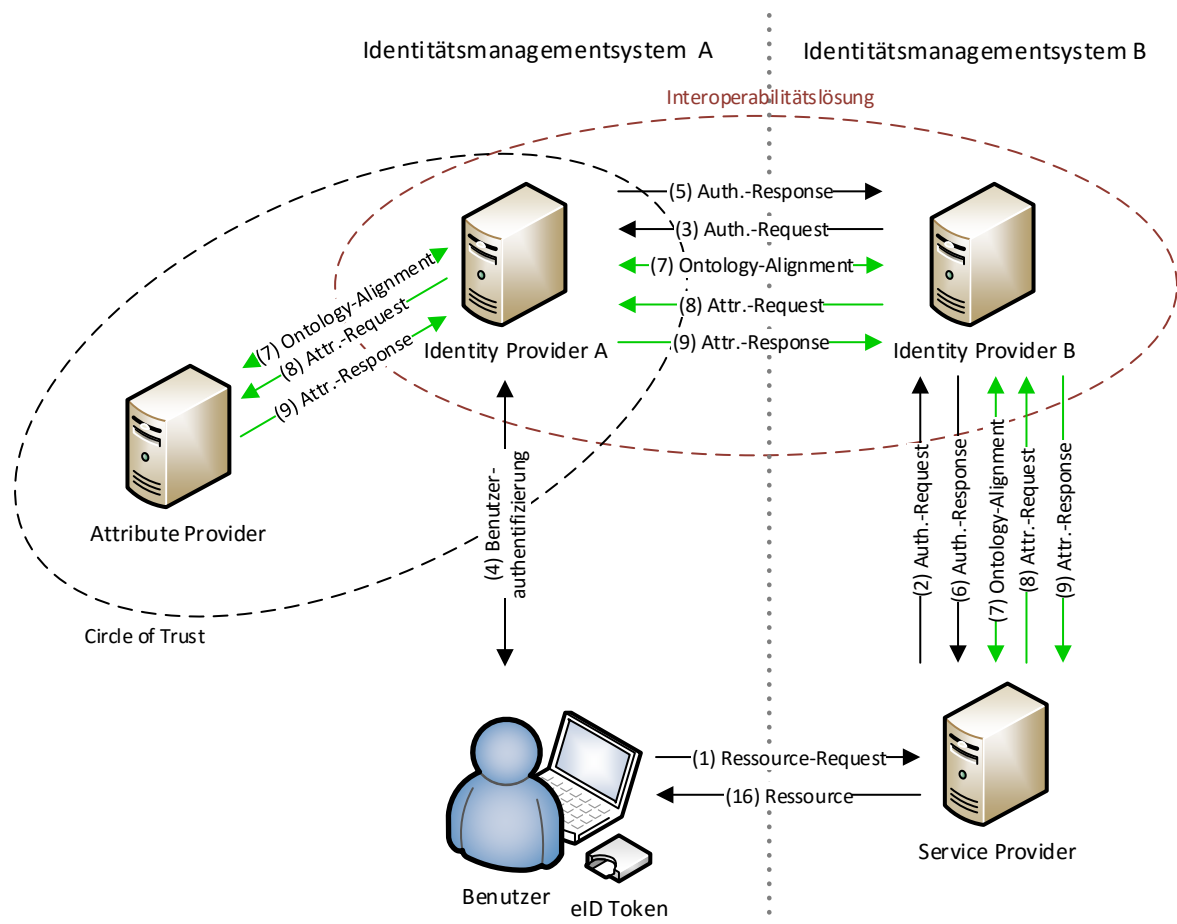 Identitätsmanagementsystem A
Identitätsmanagementsystem B
Interoperabilitätslösung
(5) Auth.-Response
(3) Auth.-Request
(7) Ontology-Alignment
(8) Attr.-Request
(9) Attr.-Response
Identity Provider A
Identity Provider B
(7) Ontology-Alignment
(8) Attr.-Request
(9) Attr.-Response
Attribute Provider
Circle of Trust
(4) Benutzer-
authentifizierung
(2) Auth.-Request
(6) Auth.-Response
(7) Ontology-Alignment
(8) Attr.-Request
(9) Attr.-Response
(1) Ressource-Request
(16) Ressource
Service Provider
Benutzer
eID Token